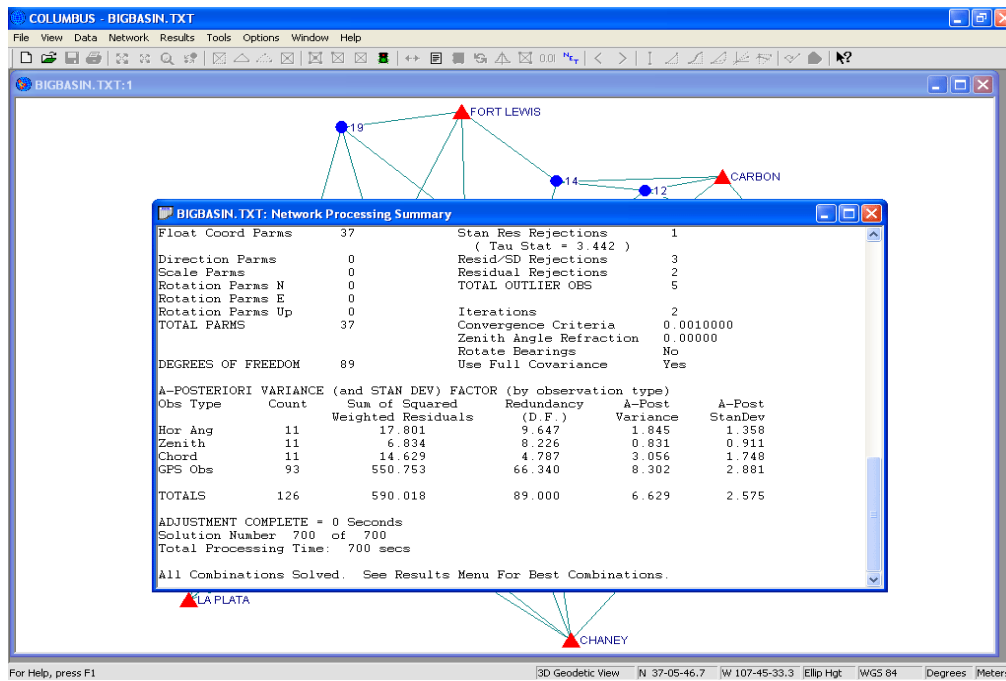 COLUMBUS - BIGBASIN.TXT
File View Data Network Results Tools Options Window Help
BIGBASIN.TXT:1
FORT LEWIS
19
14
CARBON
12
BIGBASIN.TXT: Network Processing Summary
Float Coord Parms 37 Stan Res Rejections 1
( Tau Stat = 3.442 )
Direction Parms 0 Resid/SD Rejections 3
Scale Parms 0 Residual Rejections 2
Rotation Parms N 0 TOTAL OUTLIER OBS 5
Rotation Parms E 0
Rotation Parms Up 0 Iterations 2
TOTAL PARMS 37 Convergence Criteria 0.0010000
Zenith Angle Refraction 0.00000
Rotate Bearings No
DEGREES OF FREEDOM 89 Use Full Covariance Yes
A-POSTERIORI VARIANCE (and STAN DEV) FACTOR (by observation type)
Obs Type Count Sum of Squared Redundancy A-Post A-Post
Weighted Residuals (D.F.) Variance StanDev
Hor Ang 11 17.801 9.647 1.845 1.358
Zenith 11 6.834 8.226 0.831 0.911
Chord 11 14.629 4.787 3.056 1.748
GPS Obs 93 550.753 66.340 8.302 2.881
TOTALS 126 590.018 89.000 6.629 2.575
ADJUSTMENT COMPLETE = 0 Seconds
Solution Number 700 of 700
Total Processing Time: 700 secs
All Combinations Solved. See Results Menu For Best Combinations.
LA PLATA
CHANEY
For Help, press F1 3D Geodetic View N 37-05-46.7 W 107-45-33.3 Ellip Hgt WGS 84 Degrees Meter